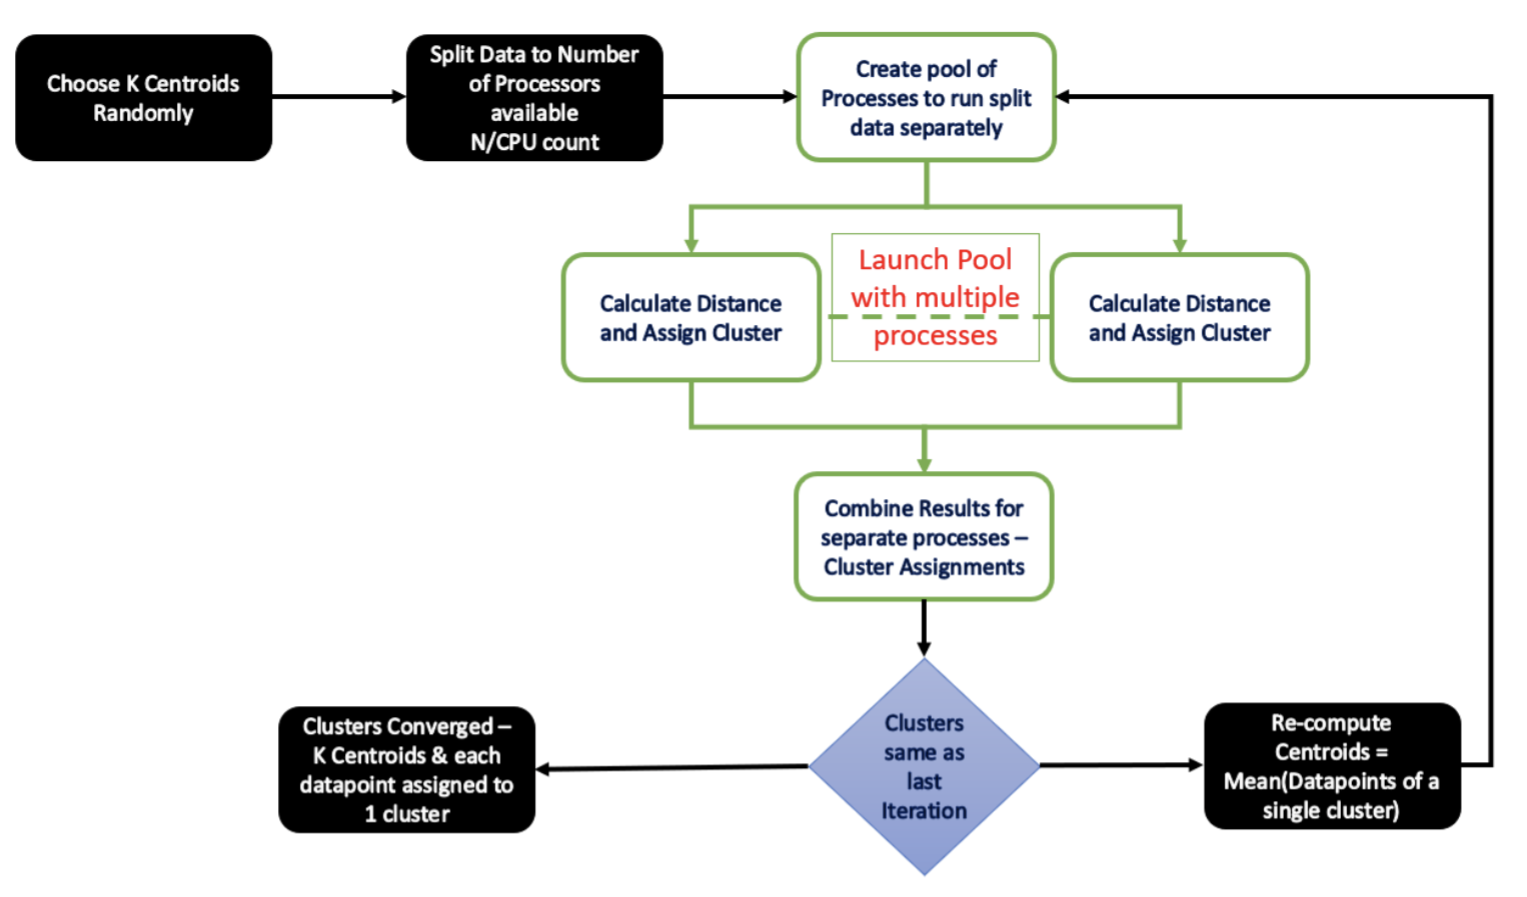 Choose K Centroids
Randomly
Split Data to Number
of Processors
available
N/CPU count
Create pool of
Processes to run split
data separately
Calculate Distance
and Assign Cluster
Launch Pool
with multiple
processes
Calculate Distance
and Assign Cluster
Combine Results for
separate processes –
Cluster Assignments
Clusters Converged –
K Centroids & each
datapoint assigned to
1 cluster
Clusters
same as
last
Iteration
Re-compute
Centroids =
Mean(Datapoints of a
single cluster)